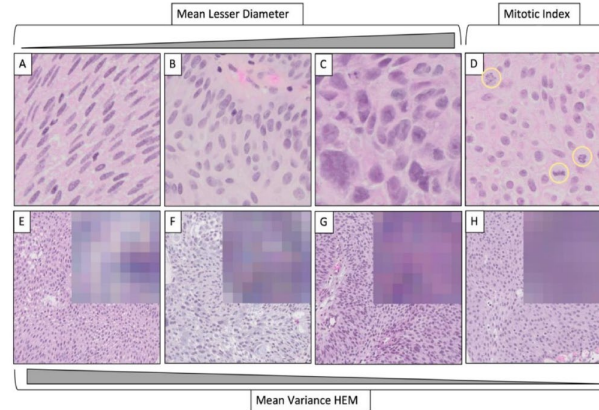 Mean Lesser Diameter
Mitotic Index
A
B
C
D
E
F
G
H
Mean Variance HEM